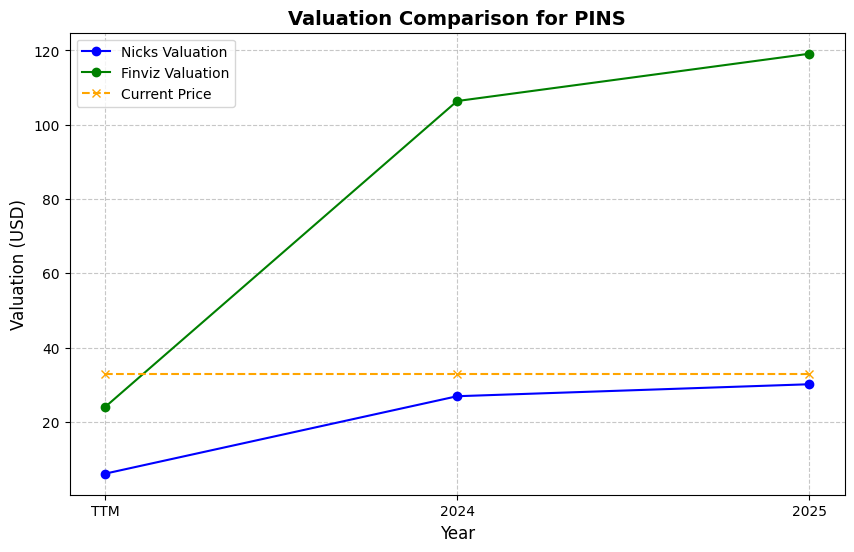 Valuation Comparison for PINS
Nicks Valuation
Finviz Valuation
Current Price
120
100
80
60
40
20
Valuation (USD)
TTM
2024
2025
Year